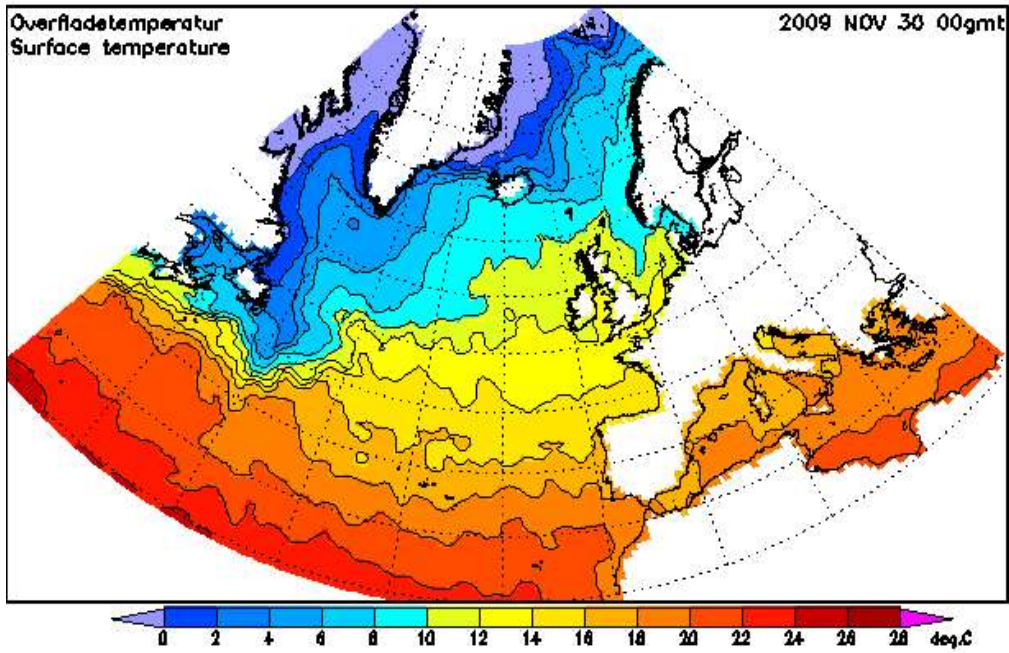 Overfladetemperatur
Surface temperature
2009 NOV 30 00gmt
0 2 4 6 8 10 12 14 16 18 20 22 24 26 28 deg.C